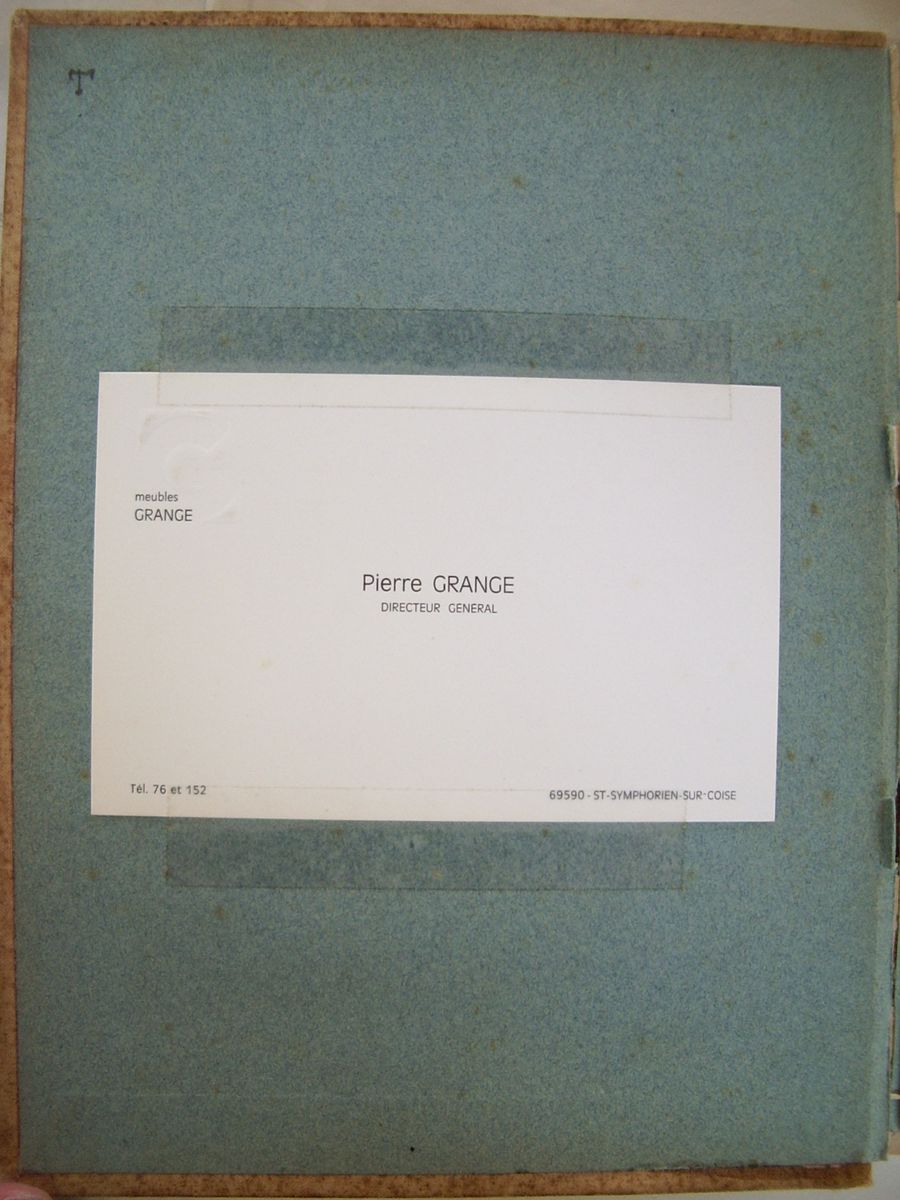 T
meubles
GRANGE
Pierre GRANGE
DIRECTEUR GENERAL
Tél. 76 et 152
69590 - ST-SYMPHORIEN-SUR-COISE